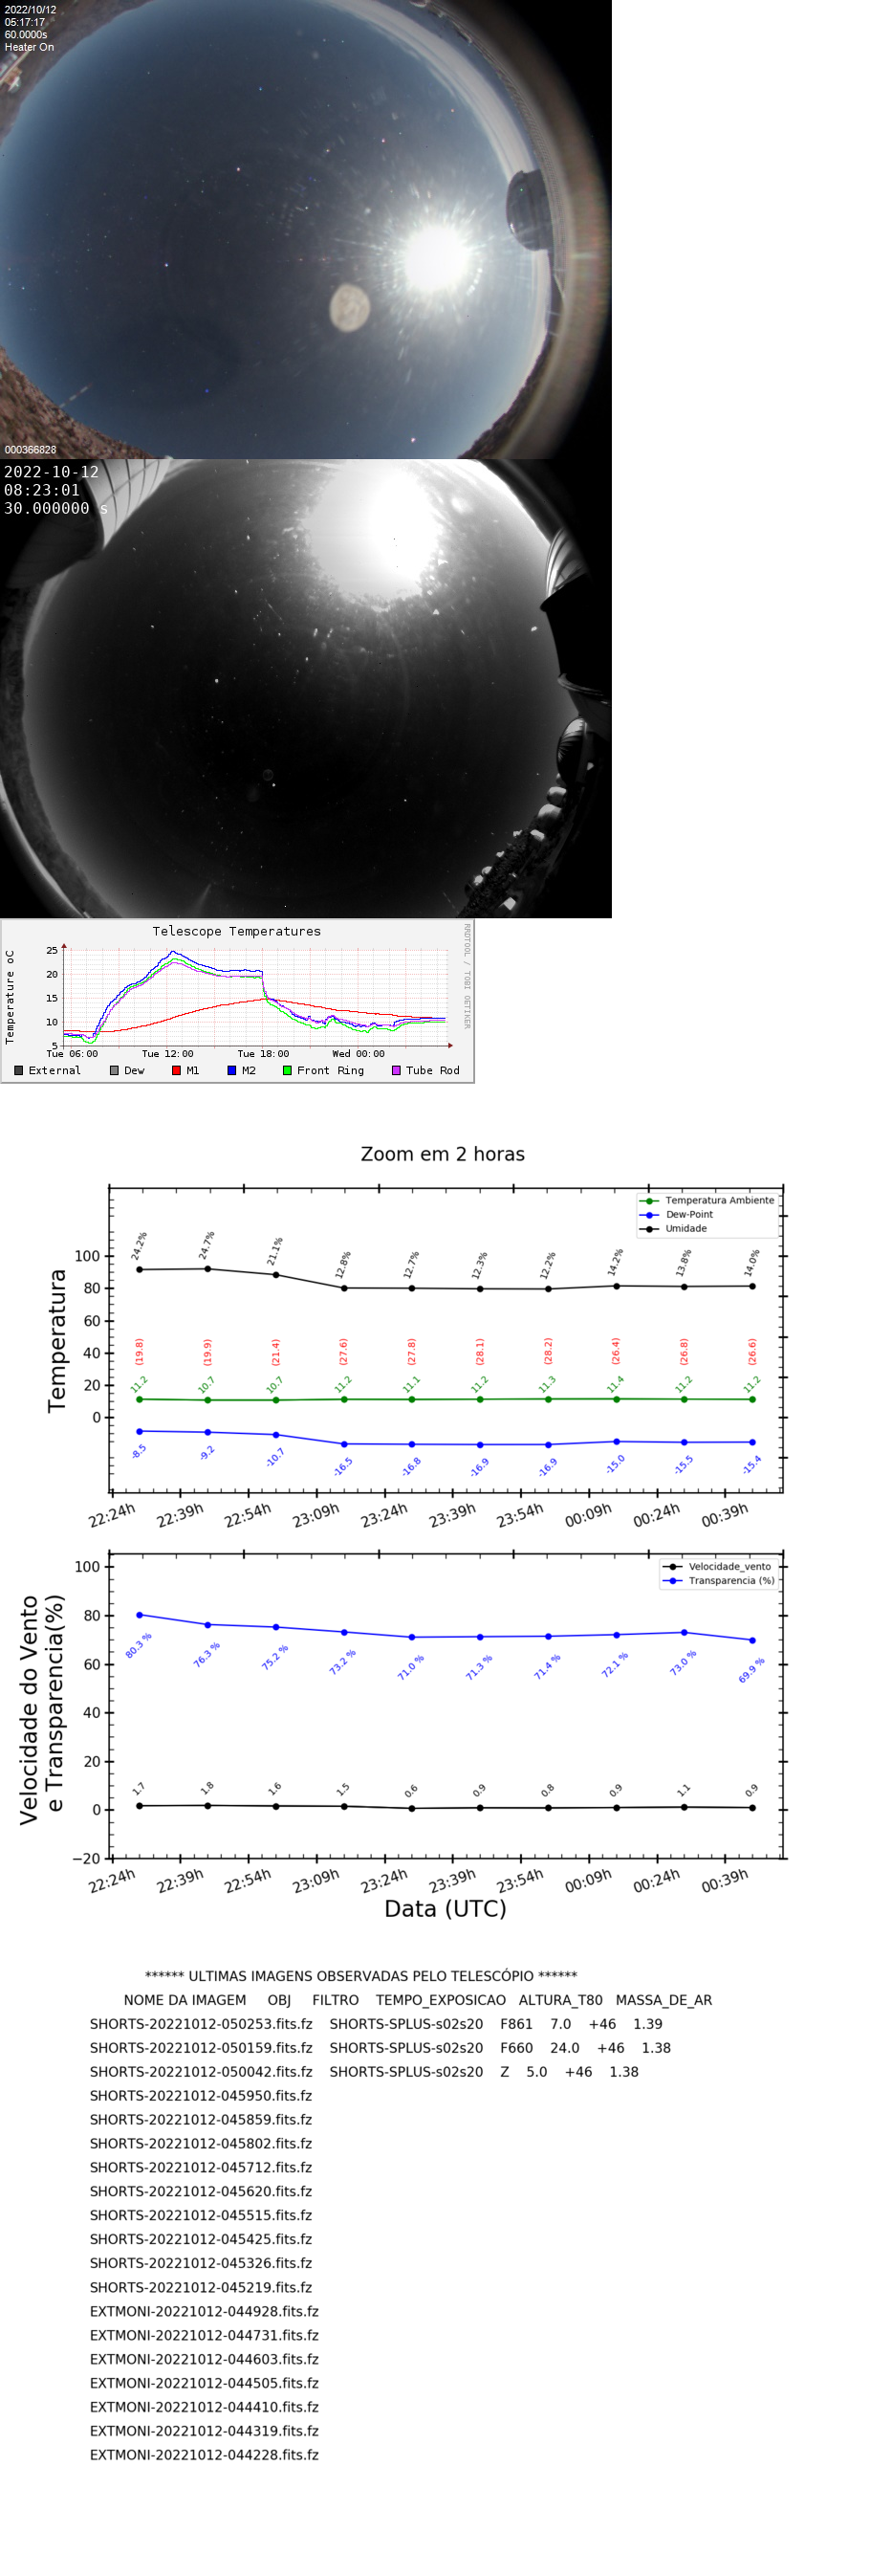 2022/10/12
05:17:17
60.0000s
Heater On
000366828
2022-10-12
08:23:01
30.000000 s
Telescope Temperatures
RRDTOOL / TOBI OETIKER
Temperature oC
25
20
15
10
5
Tue 06:00 Tue 12:00 Tue 18:00 Wed 00:00
External Dew M1 M2 Front Ring Tube Rod
Zoom em 2 horas
Temperatura Ambiente
Dew-Point
Umidade
Temperatura
100
80
60
40
20
0
24.2% 24.7% 21.1% 12.8% 12.7% 12.3% 12.2% 14.2% 13.8% 14.0%
(19.8) (19.9) (21.4) (27.6) (27.8) (28.1) (28.2) (26.4) (26.8) (26.6)
11.2 10.7 10.7 11.2 11.1 11.2 11.3 11.4 11.2 11.2
-8.5 -9.2 -10.7 -16.5 -16.8 -16.9 -16.9 -15.0 -15.5 -15.4
22:24h 22:39h 22:54h 23:09h 23:24h 23:39h 23:54h 00:09h 00:24h 00:39h
Velocidade_vento
Transparencia (%)
Velocidade do Vento
e Transparencia(%)
100
80
60
40
20
0
−20
80.3 % 76.3 % 75.2 % 73.2 % 71.0 % 71.3 % 71.4 % 72.1 % 73.0 % 69.9 %
1.7 1.8 1.6 1.5 0.6 0.9 0.8 0.9 1.1 0.9
22:24h 22:39h 22:54h 23:09h 23:24h 23:39h 23:54h 00:09h 00:24h 00:39h
Data (UTC)
****** ULTIMAS IMAGENS OBSERVADAS PELO TELESCÓPIO ******
NOME DA IMAGEM OBJ FILTRO TEMPO_EXPOSICAO ALTURA_T80 MASSA_DE_AR
SHORTS-20221012-050253.fits.fz SHORTS-SPLUS-s02s20 F861 7.0 +46 1.39
SHORTS-20221012-050159.fits.fz SHORTS-SPLUS-s02s20 F660 24.0 +46 1.38
SHORTS-20221012-050042.fits.fz SHORTS-SPLUS-s02s20 Z 5.0 +46 1.38
SHORTS-20221012-045950.fits.fz
SHORTS-20221012-045859.fits.fz
SHORTS-20221012-045802.fits.fz
SHORTS-20221012-045712.fits.fz
SHORTS-20221012-045620.fits.fz
SHORTS-20221012-045515.fits.fz
SHORTS-20221012-045425.fits.fz
SHORTS-20221012-045326.fits.fz
SHORTS-20221012-045219.fits.fz
EXTMONI-20221012-044928.fits.fz
EXTMONI-20221012-044731.fits.fz
EXTMONI-20221012-044603.fits.fz
EXTMONI-20221012-044505.fits.fz
EXTMONI-20221012-044410.fits.fz
EXTMONI-20221012-044319.fits.fz
EXTMONI-20221012-044228.fits.fz